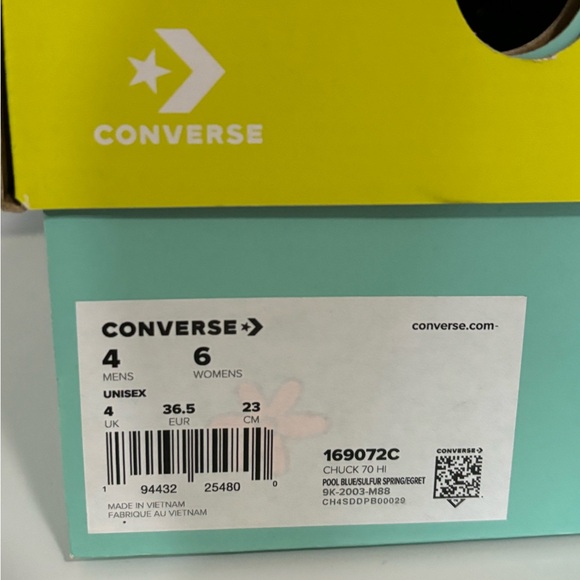 CONVERSE
CONVERSE
converse.com
4 6
MENS WOMENS
UNISEX
4 36.5 23
UK EUR CM
1 94432 25480 0
169072C
CHUCK 70 HI
POOL BLUE/SULFUR SPRING/EGRET
9K-2003-M88
CH4SDDPB00029
CONVERSE
MADE IN VIETNAM
FABRIQUE AU VIETNAM